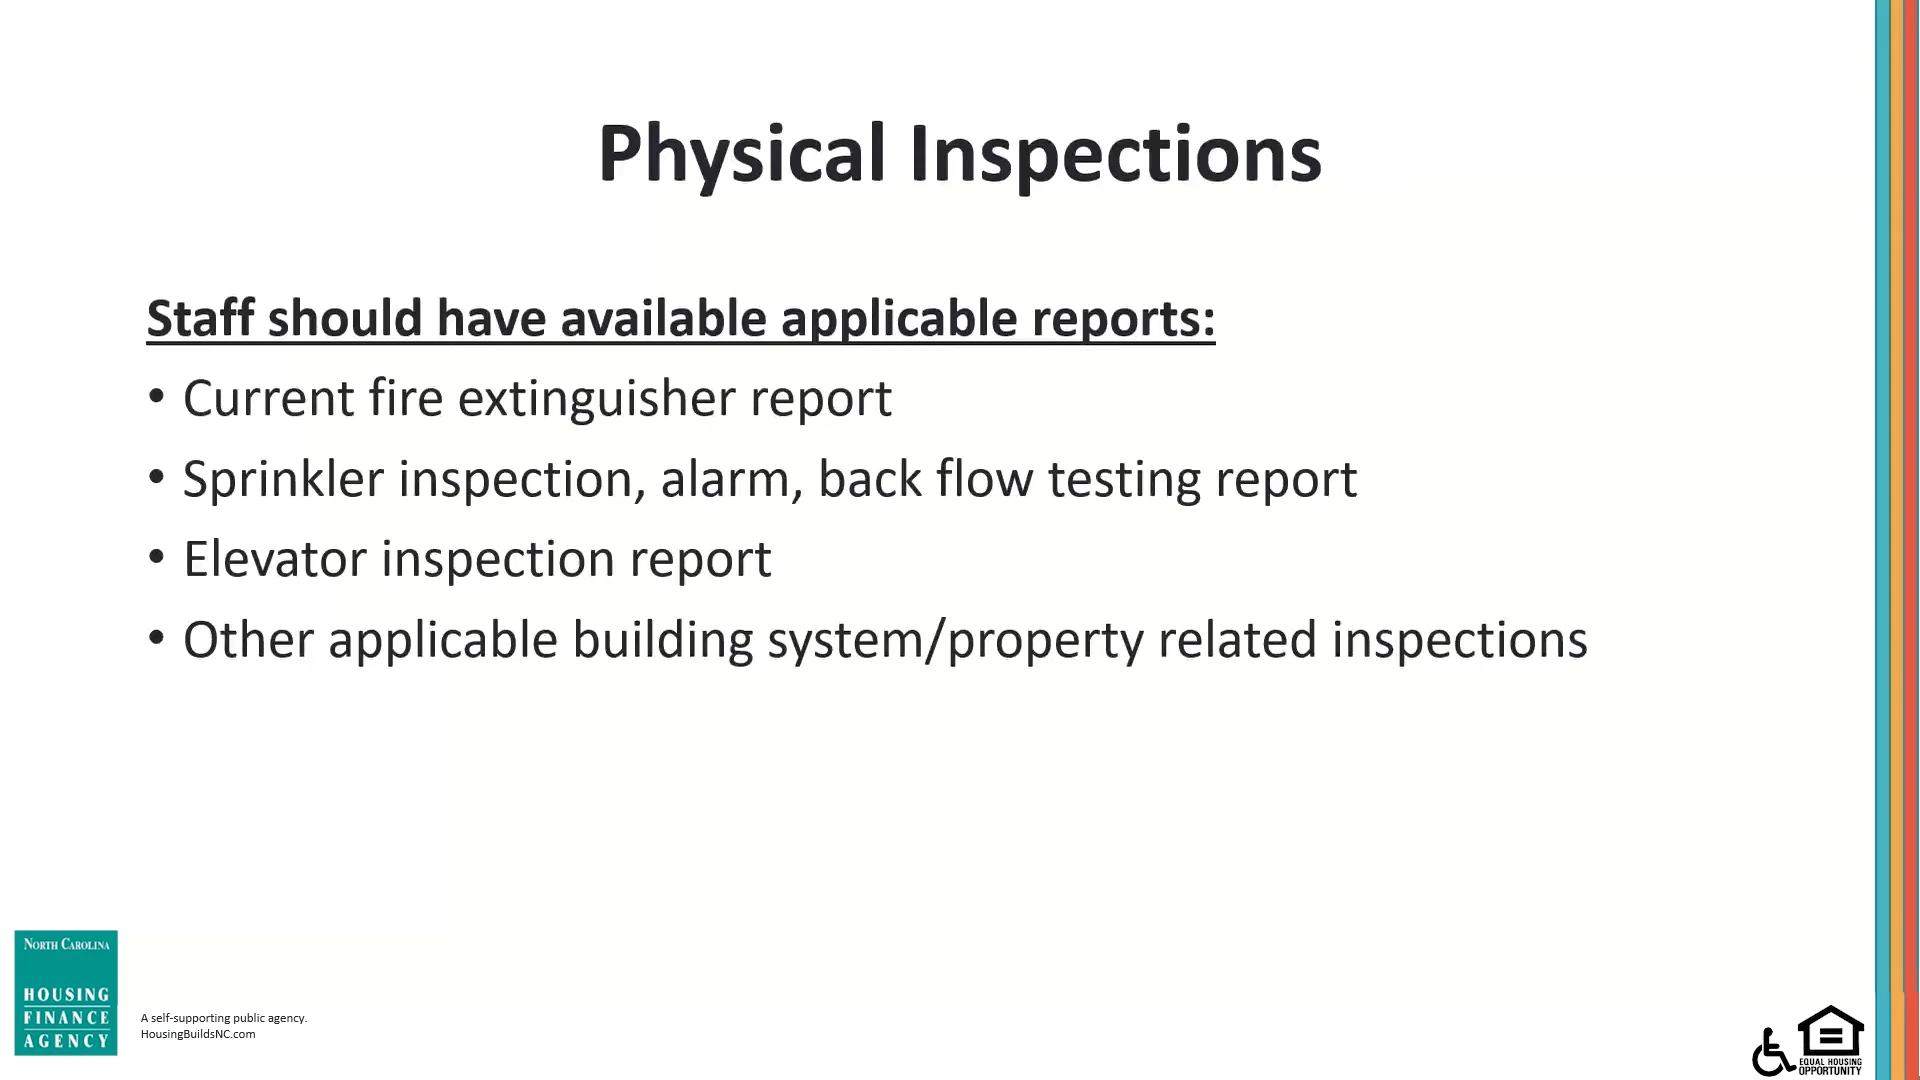 Physical Inspections
Staff should have available applicable reports:
• Current fire extinguisher report
• Sprinkler inspection, alarm, back flow testing report
• Elevator inspection report
• Other applicable building system/property related inspections
NORTH CAROLINA
HOUSING
FINANCE
AGENCY
A self-supporting public agency.
HousingBuildsNC.com
EQUAL HOUSING
OPPORTUNITY